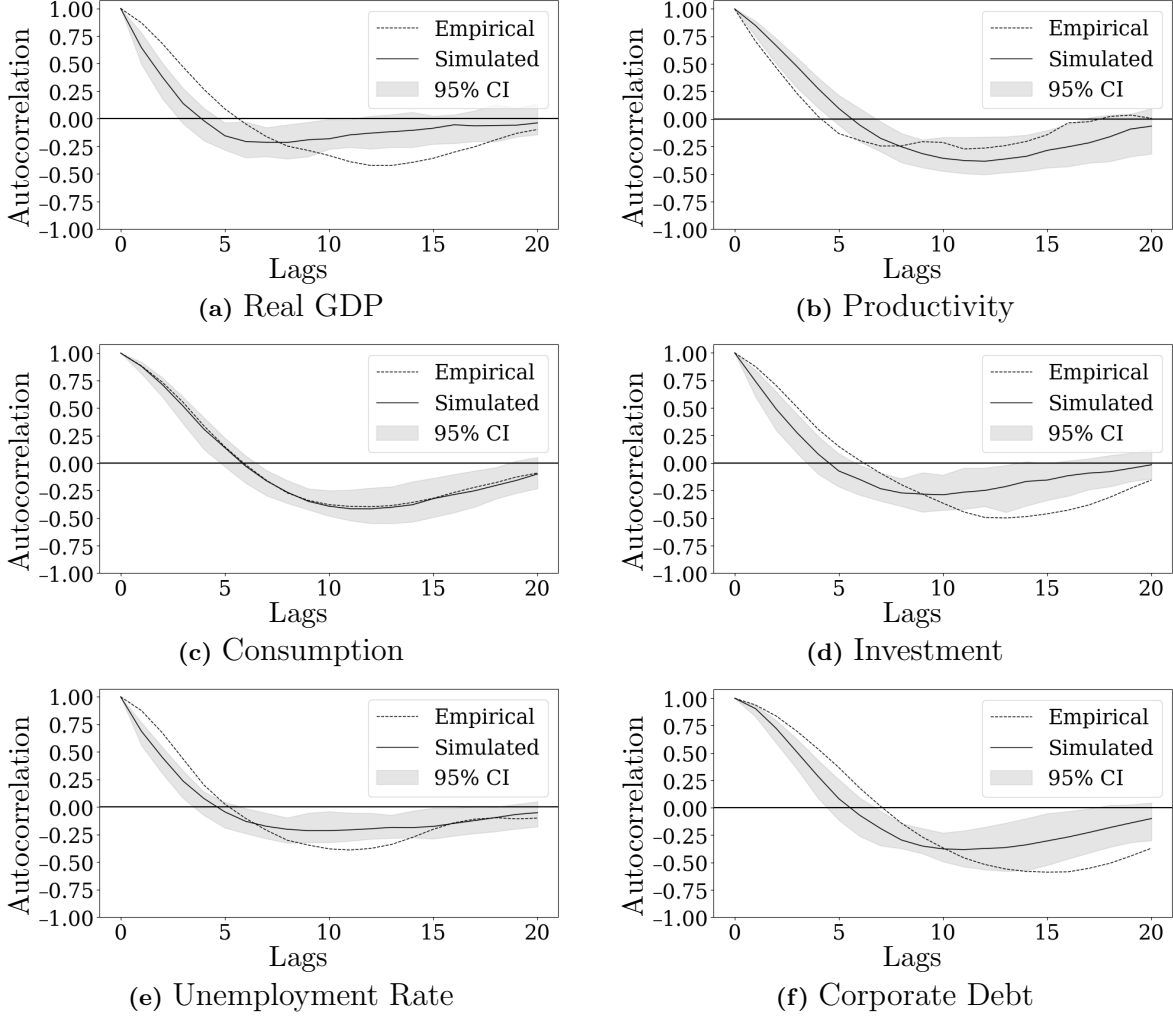 1.00
0.75
0.50
0.25
0.00
–0.25
–0.50
–0.75
–1.00
Autocorrelation
Empirical
Simulated
95% CI
0 5 10 15 20
Lags
(a) Real GDP
1.00
0.75
0.50
0.25
0.00
–0.25
–0.50
–0.75
–1.00
Autocorrelation
Empirical
Simulated
95% CI
0 5 10 15 20
Lags
(b) Productivity
1.00
0.75
0.50
0.25
0.00
–0.25
–0.50
–0.75
–1.00
Autocorrelation
Empirical
Simulated
95% CI
0 5 10 15 20
Lags
(c) Consumption
1.00
0.75
0.50
0.25
0.00
–0.25
–0.50
–0.75
–1.00
Autocorrelation
Empirical
Simulated
95% CI
0 5 10 15 20
Lags
(d) Investment
1.00
0.75
0.50
0.25
0.00
–0.25
–0.50
–0.75
–1.00
Autocorrelation
Empirical
Simulated
95% CI
0 5 10 15 20
Lags
(e) Unemployment Rate
1.00
0.75
0.50
0.25
0.00
–0.25
–0.50
–0.75
–1.00
Autocorrelation
Empirical
Simulated
95% CI
0 5 10 15 20
Lags
(f) Corporate Debt